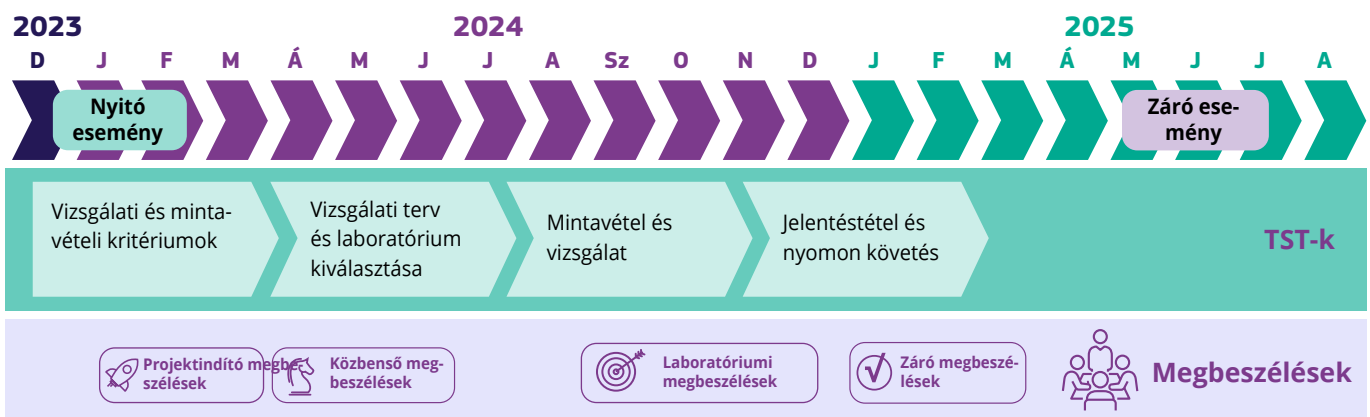 2023 2024 2025
D J F M Á M J J A Sz O N D J F M Á M J J A
Nyitó
esemény
Záró ese-
mény
Vizsgálati és minta-
vételi kritériumok
Vizsgálati terv
és laboratórium
kiválasztása
Mintavétel és
vizsgálat
Jelentéstétel és
nyomon követés
TST-k
Projektindító megbe-
szélések
Közbenső meg-
beszélések
Laboratóriumi
megbeszélések
Záró megbeszé-
lések
Megbeszélések